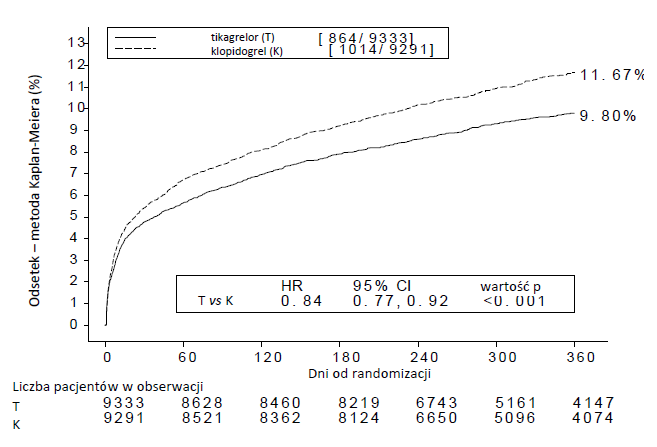 tikagrelor (T) [ 864/ 9333]
klopidogrel (K) [ 1014/ 9291]
Odsetek – metoda Kaplan-Meiera (%)
13
12
11
10
9
8
7
6
5
4
3
2
1
0
11. 67%
9. 80%
HR 95% CI wartość p
T vs K 0. 84 0. 77, 0. 92 <0. 001
0 60 120 180 240 300 360
Dni od randomizacji
Liczba pacjentów w obserwacji
T 9333 8628 8460 8219 6743 5161 4147
K 9291 8521 8362 8124 6650 5096 4074